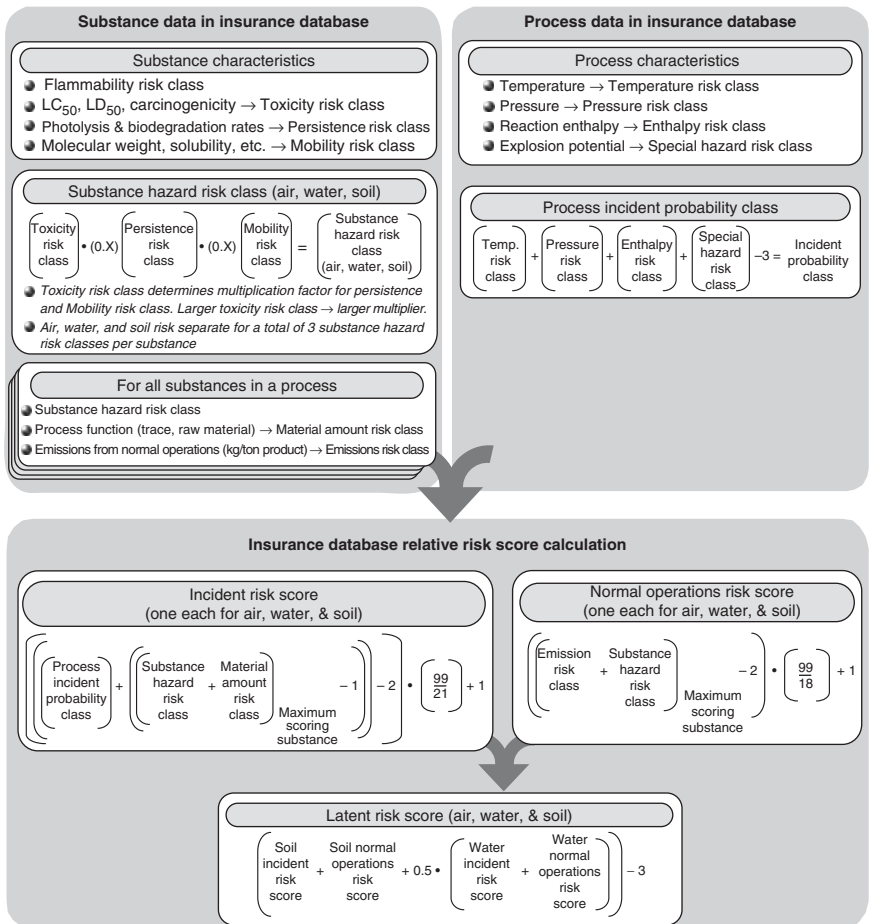 Substance data in insurance database
Substance characteristics
Flammability risk class
LC50, LD50, carcinogenicity → Toxicity risk class
Photolysis & biodegradation rates → Persistence risk class
Molecular weight, solubility, etc. → Mobility risk class
Substance hazard risk class (air, water, soil)
Toxicity risk class • (0.X) Persistence risk class • (0.X) Mobility risk class = Substance hazard risk class (air, water, soil)
Toxicity risk class determines multiplication factor for persistence
and Mobility risk class. Larger toxicity risk class → larger multiplier.
Air, water, and soil risk separate for a total of 3 substance hazard
risk classes per substance
For all substances in a process
Substance hazard risk class
Process function (trace, raw material) → Material amount risk class
Emissions from normal operations (kg/ton product) → Emissions risk class
Process data in insurance database
Process characteristics
Temperature → Temperature risk class
Pressure → Pressure risk class
Reaction enthalpy → Enthalpy risk class
Explosion potential → Special hazard risk class
Process incident probability class
Temp. risk class + Pressure risk class + Enthalpy risk class + Special hazard risk class –3 = Incident probability class
Insurance database relative risk score calculation
Incident risk score
(one each for air, water, & soil)
(((Process incident probability class) + ((Substance hazard risk class + Material amount risk class) Maximum scoring substance – 1)) – 2) • (99/21) + 1
Normal operations risk score
(one each for air, water, & soil)
((Emission risk class + Substance hazard risk class) Maximum scoring substance – 2) • (99/18) + 1
Latent risk score (air, water, & soil)
(Soil incident risk score + Soil normal operations risk score + 0.5 • (Water incident risk score + Water normal operations risk score)) – 3